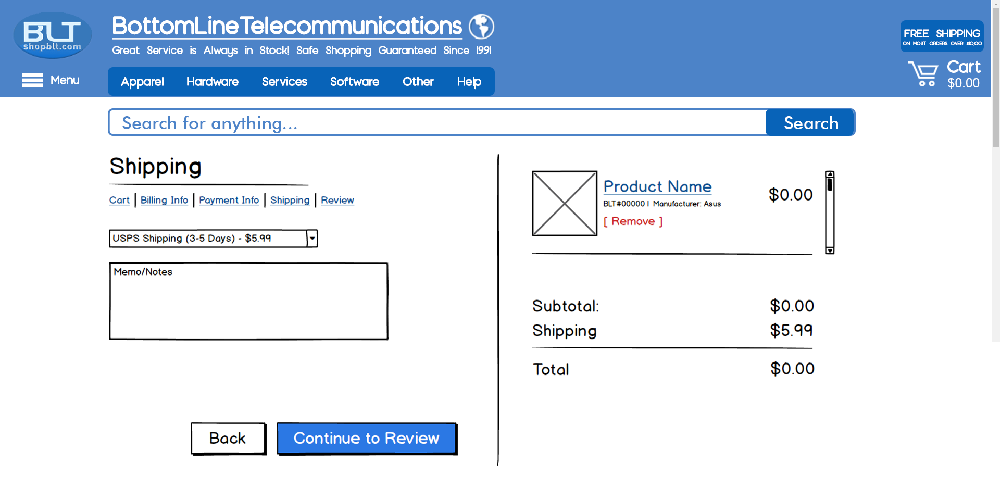 BLT
shopblt.com
BottomLineTelecommunications
Great Service is Always in Stock! Safe Shopping Guaranteed Since 1991
FREE SHIPPING
ON MOST ORDERS OVER $10.00
Menu
Apparel Hardware Services Software Other Help
Cart
$0.00
Search for anything...
Search
Shipping
Cart | Billing Info | Payment Info | Shipping | Review
USPS Shipping (3-5 Days) - $5.99
Memo/Notes
Back
Continue to Review
Product Name
$0.00
BLT#00000 | Manufacturer: Asus
[ Remove ]
Subtotal: $0.00
Shipping $5.99
Total $0.00